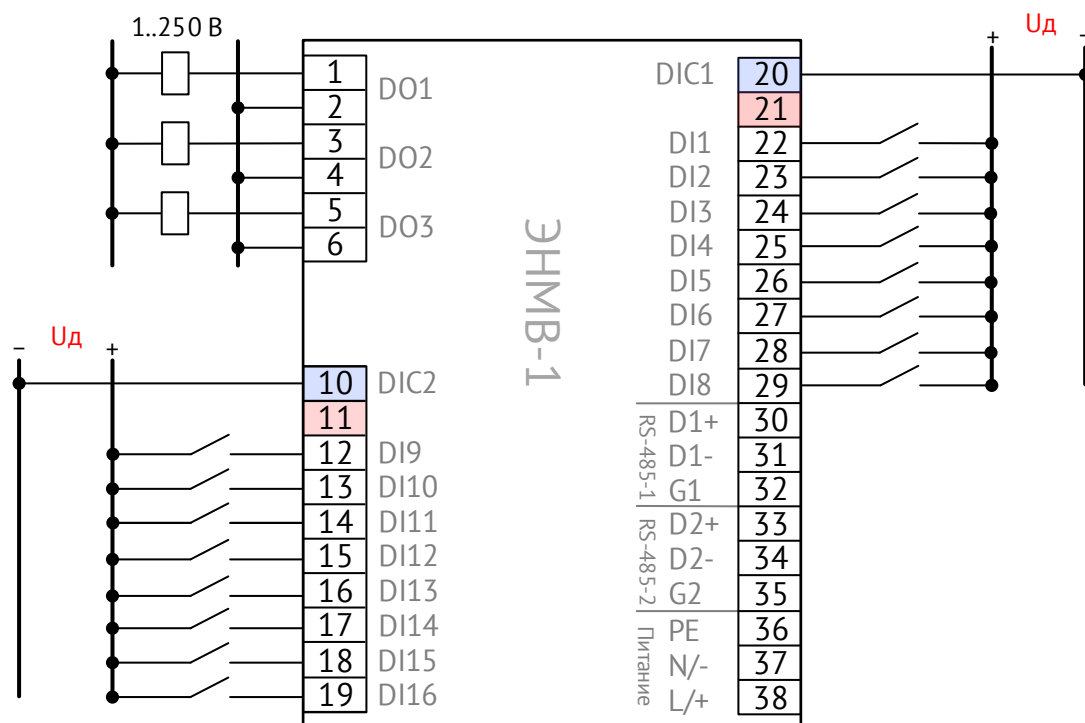 1..250 В
1
DO1
2
3
DO2
4
5
DO3
6
Uд
– +
10 DIC2
11
12 DI9
13 DI10
14 DI11
15 DI12
16 DI13
17 DI14
18 DI15
19 DI16
ЭНМВ-1
Uд
+ –
DIC1 20
21
DI1 22
DI2 23
DI3 24
DI4 25
DI5 26
DI6 27
DI7 28
DI8 29
RS-485-1
D1+ 30
D1- 31
G1 32
RS-485-2
D2+ 33
D2- 34
G2 35
Питание
PE 36
N/- 37
L/+ 38